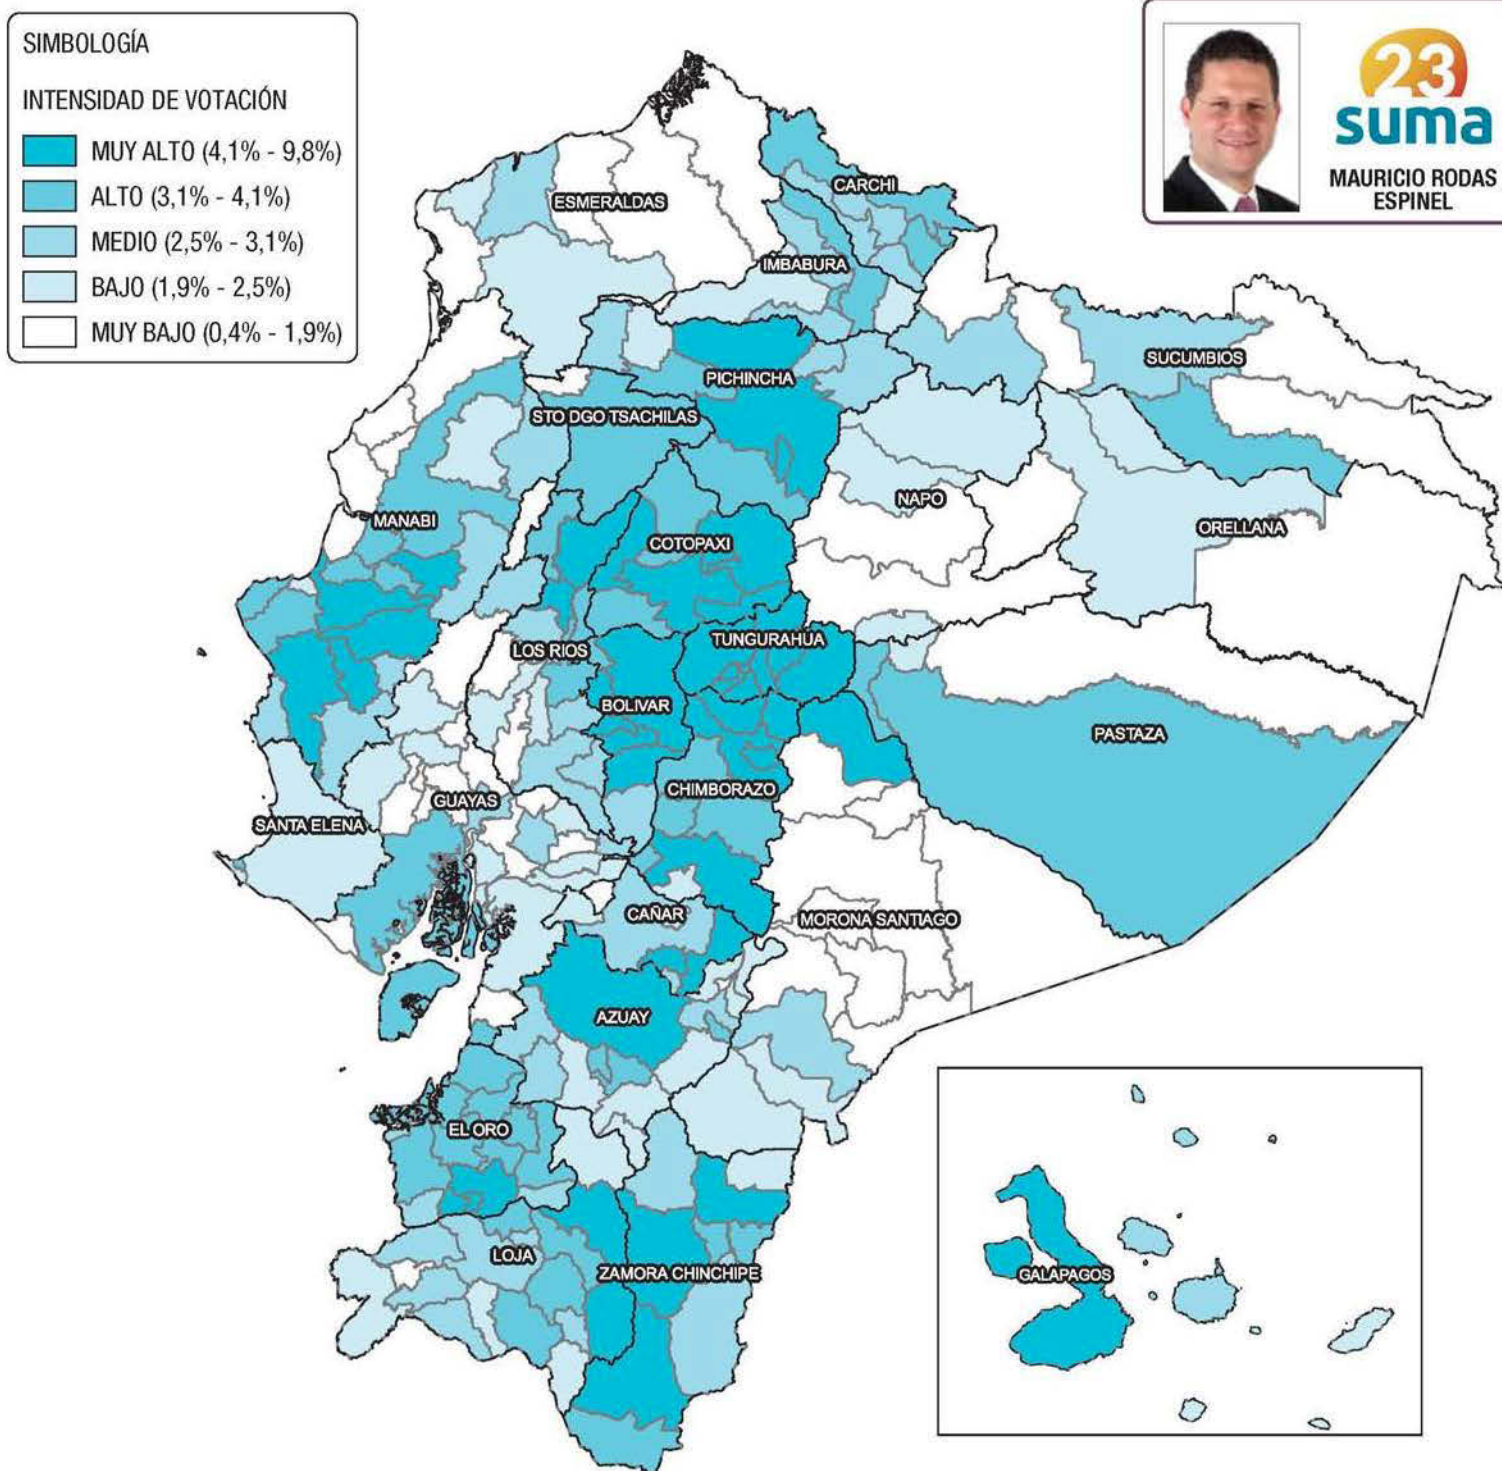 SIMBOLOGÍA
INTENSIDAD DE VOTACIÓN
MUY ALTO (4,1% - 9,8%)
ALTO (3,1% - 4,1%)
MEDIO (2,5% - 3,1%)
BAJO (1,9% - 2,5%)
MUY BAJO (0,4% - 1,9%)
23
suma
MAURICIO RODAS
ESPINEL
CARCHI
ESMERALDAS
IMBABURA
SUCUMBIOS
PICHINCHA
STO DGO TSACHILAS
NAPO
MANABI
ORELLANA
COTOPAXI
TUNGURAHUA
LOS RIOS
BOLIVAR
PASTAZA
CHIMBORAZO
GUAYAS
SANTA ELENA
CAÑAR
MORONA SANTIAGO
AZUAY
EL ORO
LOJA
ZAMORA CHINCHIPE
GALAPAGOS